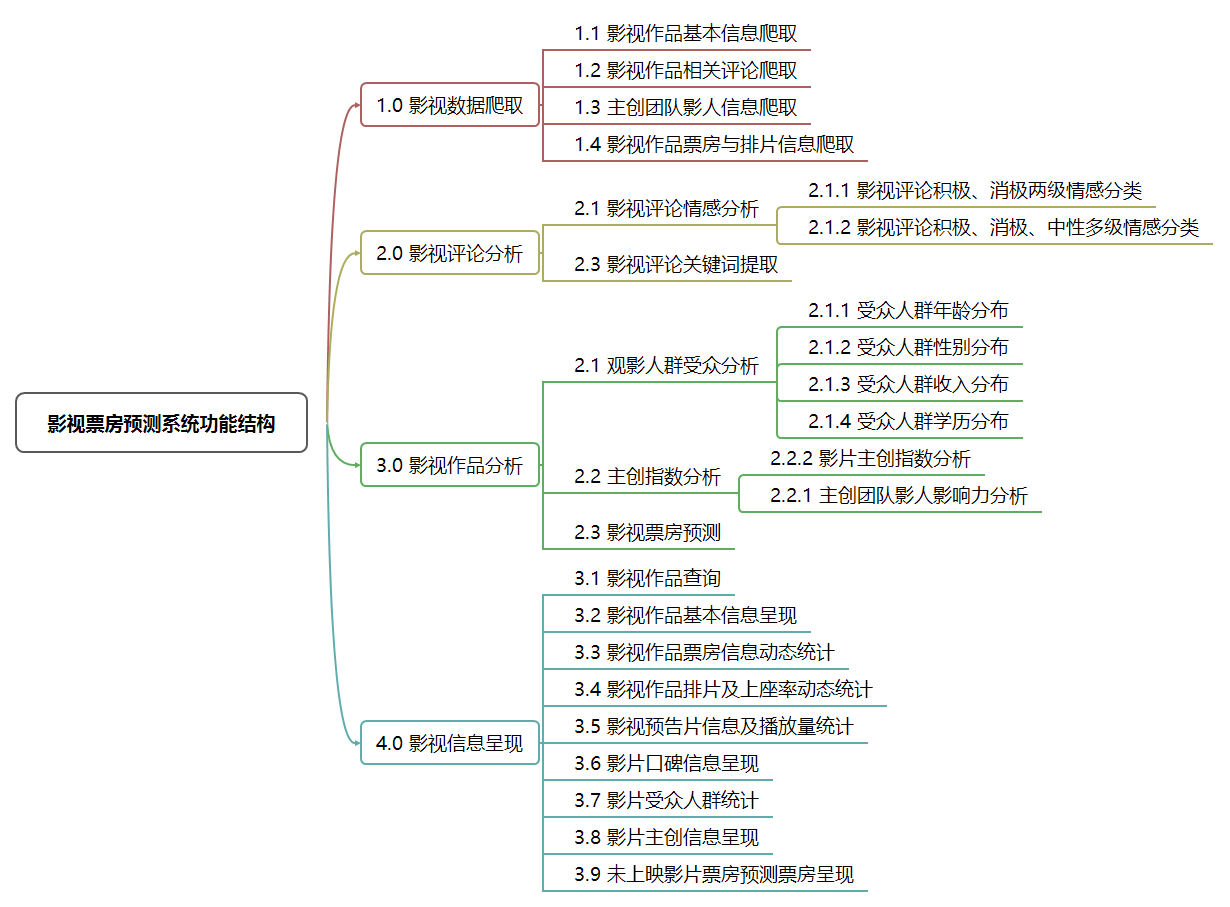 影视票房预测系统功能结构
1.0 影视数据爬取
1.1 影视作品基本信息爬取
1.2 影视作品相关评论爬取
1.3 主创团队影人信息爬取
1.4 影视作品票房与排片信息爬取
2.0 影视评论分析
2.1 影视评论情感分析
2.1.1 影视评论积极、消极两级情感分类
2.1.2 影视评论积极、消极、中性多级情感分类
2.3 影视评论关键词提取
3.0 影视作品分析
2.1 观影人群受众分析
2.1.1 受众人群年龄分布
2.1.2 受众人群性别分布
2.1.3 受众人群收入分布
2.1.4 受众人群学历分布
2.2 主创指数分析
2.2.2 影片主创指数分析
2.2.1 主创团队影人影响力分析
2.3 影视票房预测
4.0 影视信息呈现
3.1 影视作品查询
3.2 影视作品基本信息呈现
3.3 影视作品票房信息动态统计
3.4 影视作品排片及上座率动态统计
3.5 影视预告片信息及播放量统计
3.6 影片口碑信息呈现
3.7 影片受众人群统计
3.8 影片主创信息呈现
3.9 未上映影片票房预测票房呈现